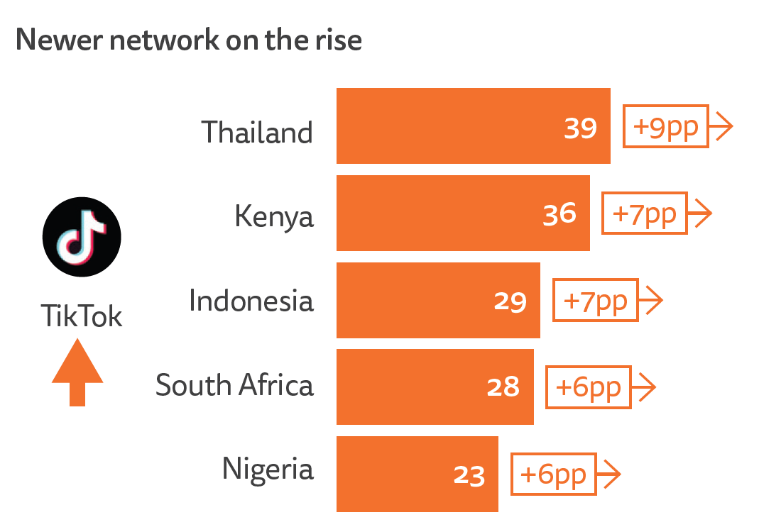 Newer network on the rise
Thailand 39 +9pp
Kenya 36 +7pp
TikTok
Indonesia 29 +7pp
South Africa 28 +6pp
Nigeria 23 +6pp